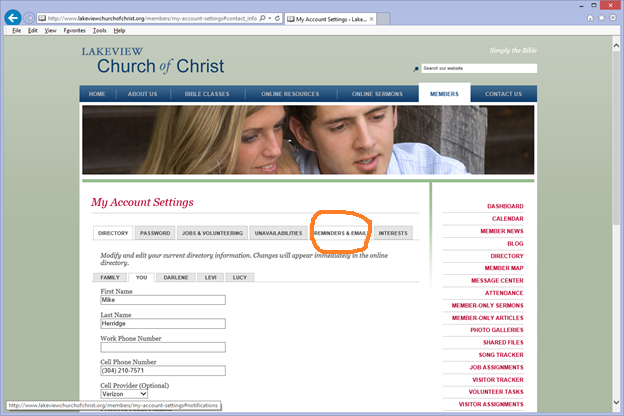 http://www.lakeviewchurchofchrist.org/members/my-account-settings#contact_info
My Account Settings - Lake...
File Edit View Favorites Tools Help
LAKEVIEW
Church of Christ
Simply the Bible
Search our website
HOME ABOUT US BIBLE CLASSES ONLINE RESOURCES ONLINE SERMONS MEMBERS CONTACT US
My Account Settings
DIRECTORY PASSWORD JOBS & VOLUNTEERING UNAVAILABILITIES REMINDERS & EMAIL INTERESTS
Modify and edit your current directory information. Changes will appear immediately in the online
directory.
FAMILY YOU DARLENE LEVI LUCY
First Name
Mike
Last Name
Herridge
Work Phone Number
Cell Phone Number
(304) 210-7571
Cell Provider (Optional)
Verizon
DASHBOARD
CALENDAR
MEMBER NEWS
BLOG
DIRECTORY
MEMBER MAP
MESSAGE CENTER
ATTENDANCE
MEMBER-ONLY SERMONS
MEMBER-ONLY ARTICLES
PHOTO GALLERIES
SHARED FILES
SONG TRACKER
JOB ASSIGNMENTS
VISITOR TRACKER
VOLUNTEER TASKS
VISITOR ASSIGNMENTS
http://www.lakeviewchurchofchrist.org/members/my-account-settings#notifications